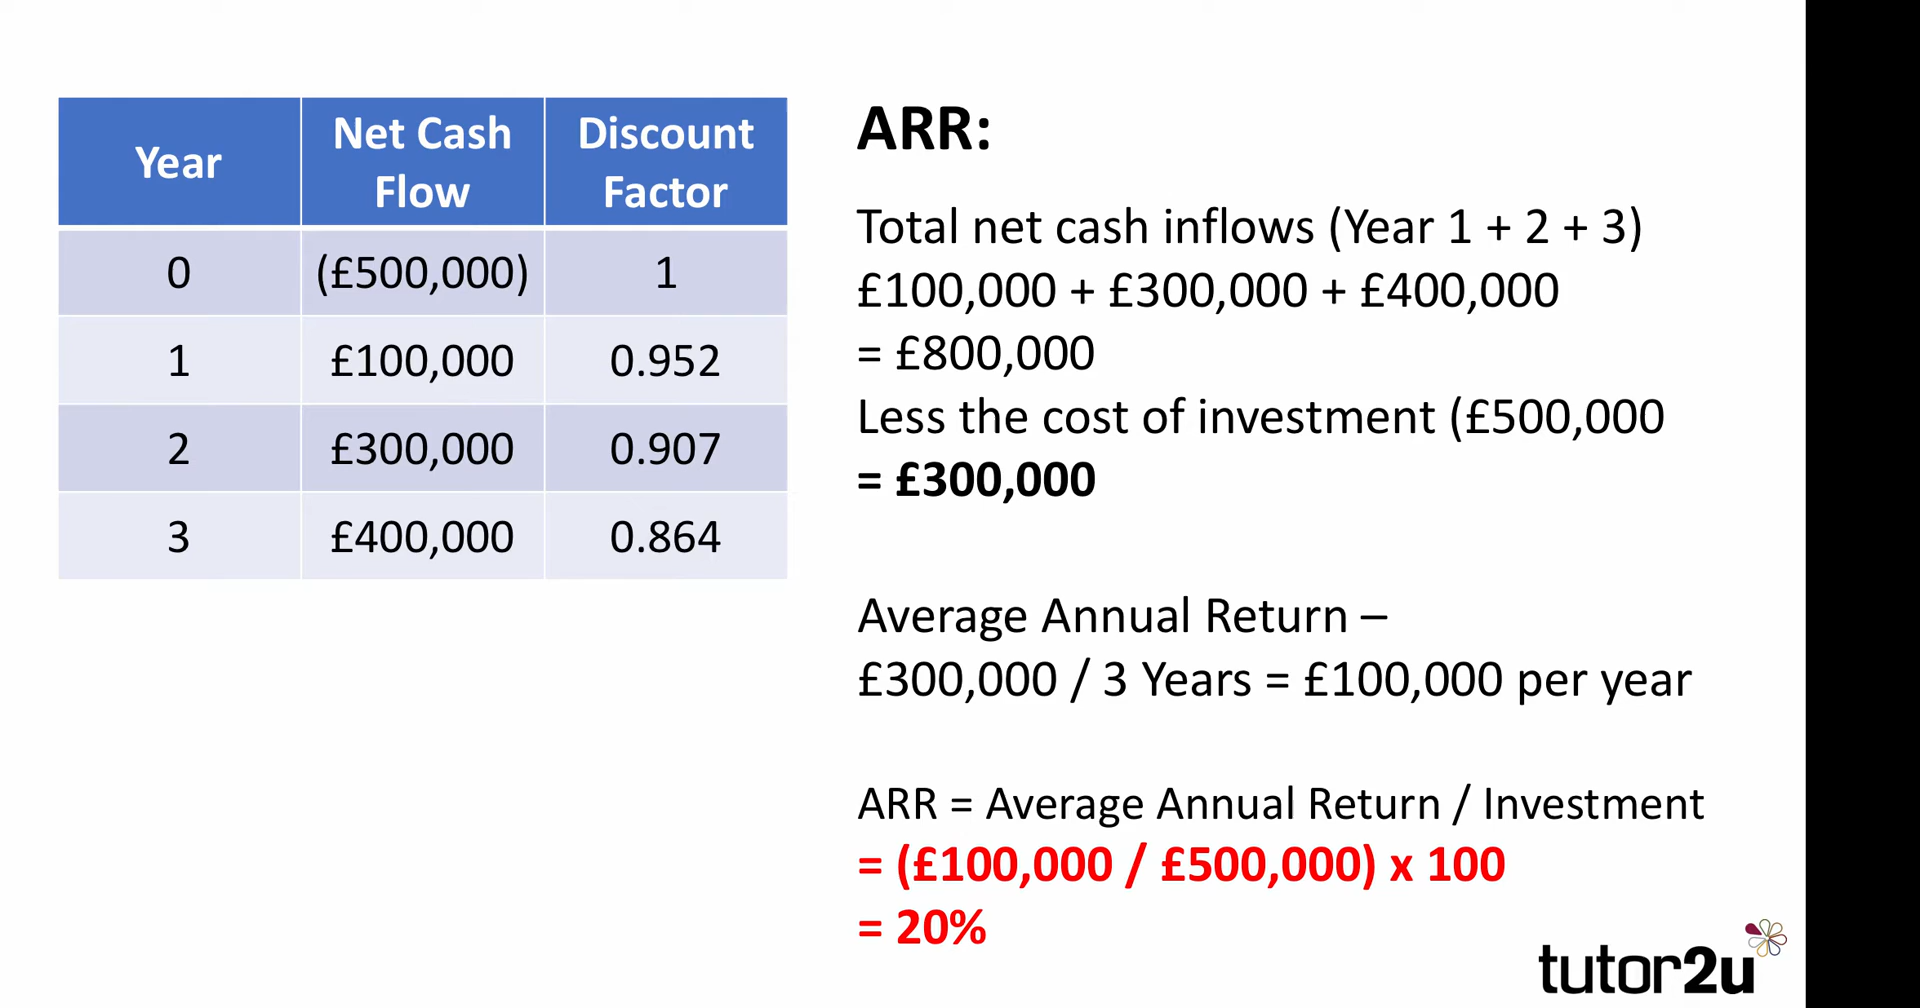 Year Net Cash Flow Discount Factor
0 (£500,000) 1
1 £100,000 0.952
2 £300,000 0.907
3 £400,000 0.864
ARR:
Total net cash inflows (Year 1 + 2 + 3)
£100,000 + £300,000 + £400,000
= £800,000
Less the cost of investment (£500,000
= £300,000
Average Annual Return –
£300,000 / 3 Years = £100,000 per year
ARR = Average Annual Return / Investment
= (£100,000 / £500,000) x 100
= 20%
tutor2u